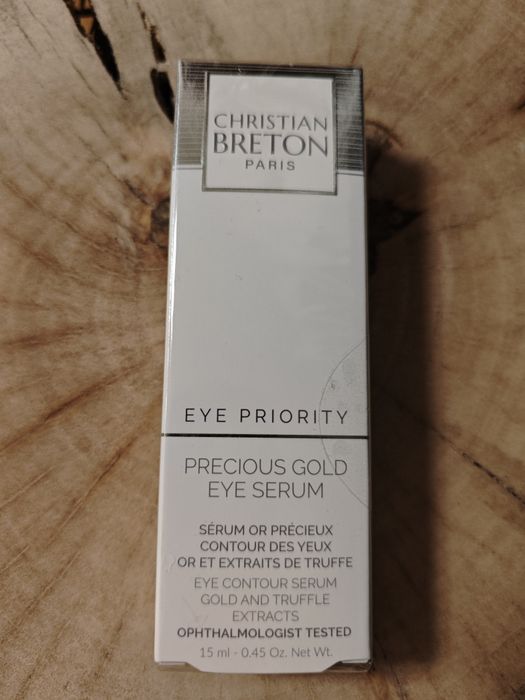 CHRISTIAN
BRETON
PARIS
EYE PRIORITY
PRECIOUS GOLD
EYE SERUM
SÉRUM OR PRÉCIEUX
CONTOUR DES YEUX
OR ET EXTRAITS DE TRUFFE
EYE CONTOUR SERUM
GOLD AND TRUFFLE
EXTRACTS
OPHTHALMOLOGIST TESTED
15 ml - 0.45 Oz. Net Wt.